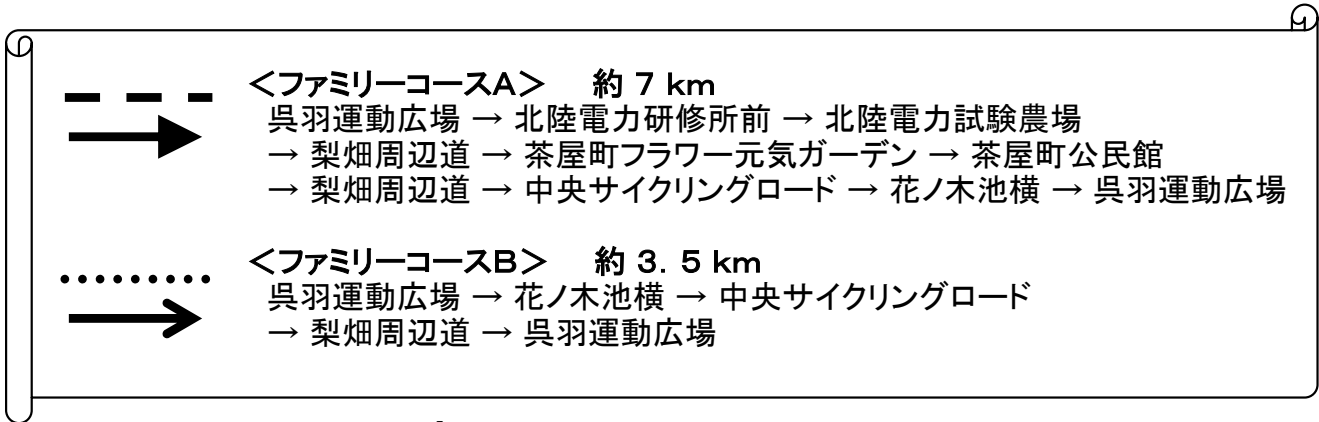 ＜ファミリーコースA＞　約 7 km
呉羽運動広場 → 北陸電力研修所前 → 北陸電力試験農場
→ 梨畑周辺道 → 茶屋町フラワー元気ガーデン → 茶屋町公民館
→ 梨畑周辺道 → 中央サイクリングロード → 花ノ木池横 → 呉羽運動広場
＜ファミリーコースB＞　約 3．5 km
呉羽運動広場 → 花ノ木池横 → 中央サイクリングロード
→ 梨畑周辺道 → 呉羽運動広場